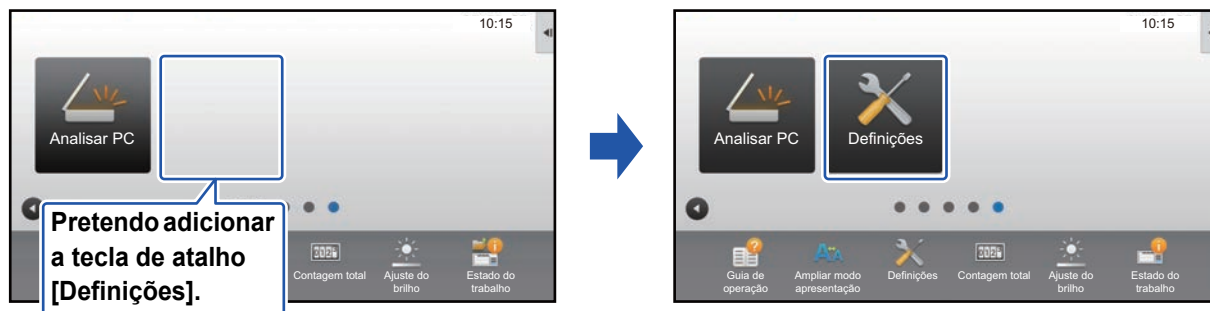 10:15
Analisar PC
Pretendo adicionar
a tecla de atalho
[Definições].
Contagem total
Ajuste do
brilho
Estado do
trabalho
10:15
Analisar PC
Definições
Guia de
operação
Ampliar modo
apresentação
Definições
Contagem total
Ajuste do
brilho
Estado do
trabalho